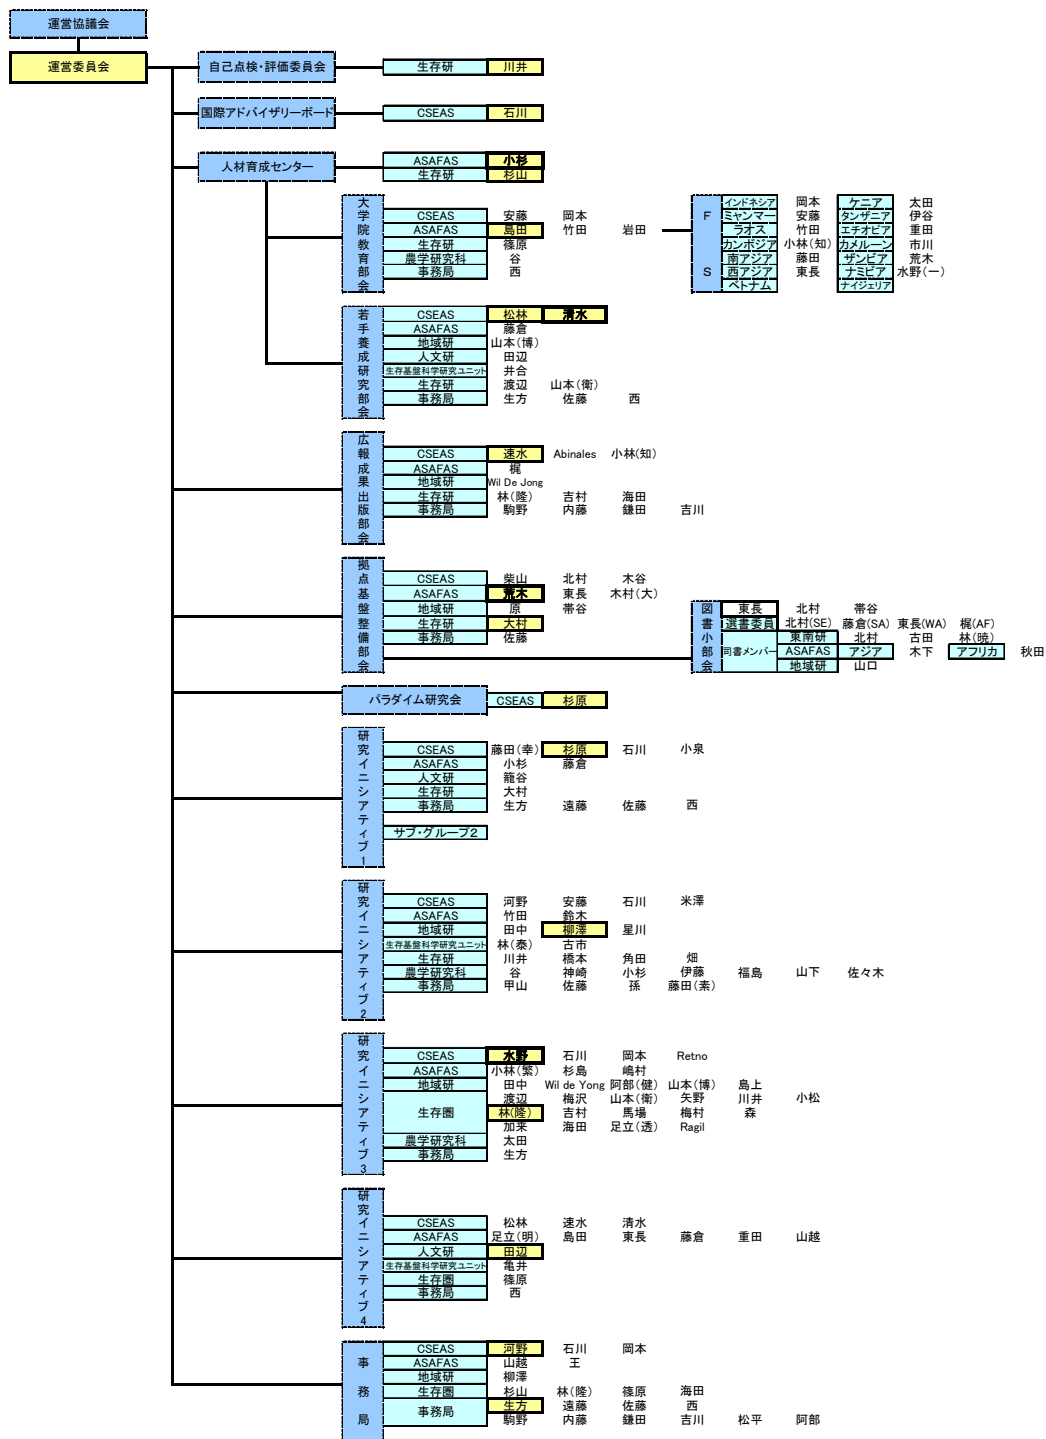 運営協議会
運営委員会
自己点検・評価委員会 生存研 川井
国際アドバイザリーボード CSEAS 石川
人材育成センター ASAFAS 小杉
生存研 杉山
大学院教育部会
CSEAS 安藤 岡本
ASAFAS 島田 竹田 岩田
生存研 篠原
農学研究科 谷
事務局 西
FS
インドネシア 岡本 ケニア 太田
ミャンマー 安藤 タンザニア 伊谷
ラオス 竹田 エチオピア 重田
カンボジア 小林(知) カメルーン 市川
南アジア 藤田 ザンビア 荒木
西アジア 東長 ナミビア 水野(一)
ベトナム ナイジェリア
若手養成研究部会
CSEAS 松林 清水
ASAFAS 藤倉
地域研 山本(博)
人文研 田辺
生存基盤科学研究ユニット 井合
生存研 渡辺 山本(衛)
事務局 生方 佐藤 西
広報成果出版部会
CSEAS 速水 Abinales 小林(知)
ASAFAS 梶
地域研 Wil De Jong
生存研 林(隆) 吉村 海田
事務局 駒野 内藤 鎌田 吉川
拠点基盤整備部会
CSEAS 柴山 北村 木谷
ASAFAS 荒木 東長 木村(大)
地域研 原 帯谷
生存研 大村
事務局 佐藤
図書小部会
東長 北村 帯谷
選書委員 北村(SE) 藤倉(SA) 東長(WA) 梶(AF)
司書メンバー 東南研 北村 古田 林(暁)
ASAFAS アジア 木下 アフリカ 秋田
地域研 山口
パラダイム研究会 CSEAS 杉原
研究イニシアティブ1
CSEAS 藤田(幸) 杉原 石川 小泉
ASAFAS 小杉 藤倉
人文研 籠谷
生存研 大村
事務局 生方 遠藤 佐藤 西
サブ・グループ2
研究イニシアティブ2
CSEAS 河野 安藤 石川 米澤
ASAFAS 竹田 鈴木
地域研 田中 柳澤 星川
生存基盤科学研究ユニット 林(泰) 古市
生存研 川井 橋本 角田 畑
農学研究科 谷 神崎 小杉 伊藤 福島 山下 佐々木
事務局 甲山 佐藤 孫 藤田(素)
研究イニシアティブ3
CSEAS 水野 石川 岡本 Retno
ASAFAS 小林(繁) 杉島 嶋村
地域研 田中 Wil de Yong 阿部(健) 山本(博) 島上
生存圏 渡辺 梅沢 山本(衛) 矢野 川井 小松
林(隆) 吉村 馬場 梅村 森
加来 海田 足立(透) Ragil
農学研究科 太田
事務局 生方
研究イニシアティブ4
CSEAS 松林 速水 清水
ASAFAS 足立(明) 島田 東長 藤倉 重田 山越
人文研 田辺
生存基盤科学研究ユニット 亀井
生存圏 篠原
事務局 西
事務局
CSEAS 河野 石川 岡本
ASAFAS 山越 王
地域研 柳澤
生存圏 杉山 林(隆) 篠原 海田
事務局 生方 遠藤 佐藤 西
駒野 内藤 鎌田 吉川 松平 阿部